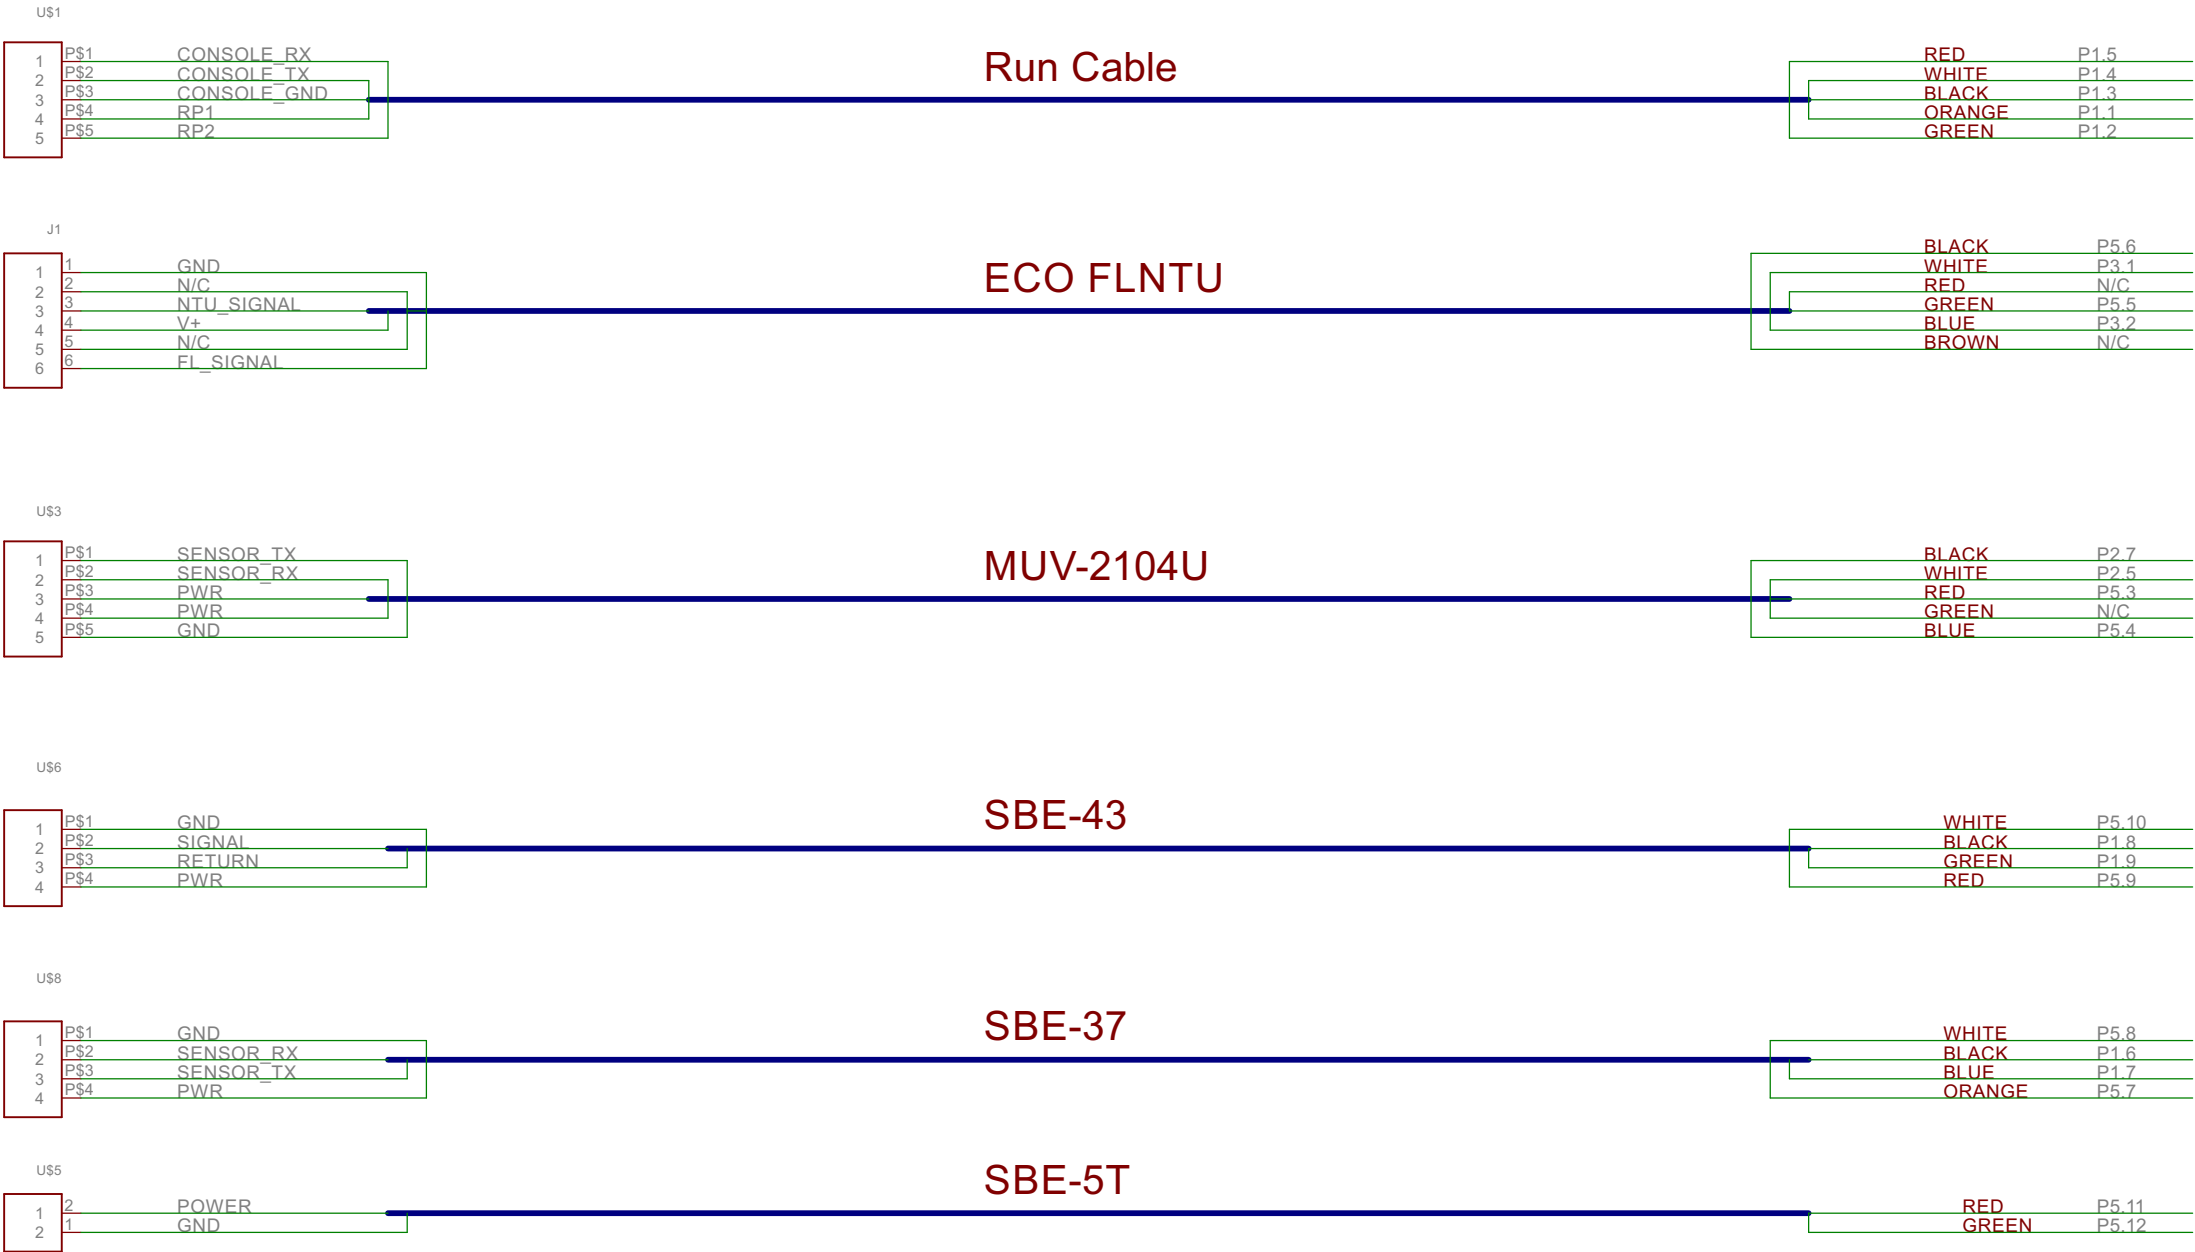 U$1
Run Cable
1 P$1 CONSOLE_RX RED P1.5
2 P$2 CONSOLE_TX WHITE P1.4
3 P$3 CONSOLE_GND BLACK P1.3
4 P$4 RP1 ORANGE P1.1
5 P$5 RP2 GREEN P1.2
J1
ECO FLNTU
1 1 GND BLACK P5.6
2 2 N/C WHITE P3.1
3 3 NTU_SIGNAL RED N/C
4 4 V+ GREEN P5.5
5 5 N/C BLUE P3.2
6 6 FL_SIGNAL BROWN N/C
U$3
MUV-2104U
1 P$1 SENSOR_TX BLACK P2.7
2 P$2 SENSOR_RX WHITE P2.5
3 P$3 PWR RED P5.3
4 P$4 PWR GREEN N/C
5 P$5 GND BLUE P5.4
U$6
SBE-43
1 P$1 GND WHITE P5.10
2 P$2 SIGNAL BLACK P1.8
3 P$3 RETURN GREEN P1.9
4 P$4 PWR RED P5.9
U$8
SBE-37
1 P$1 GND WHITE P5.8
2 P$2 SENSOR_RX BLACK P1.6
3 P$3 SENSOR_TX BLUE P1.7
4 P$4 PWR ORANGE P5.7
U$5
SBE-5T
1 2 POWER RED P5.11
2 1 GND GREEN P5.12